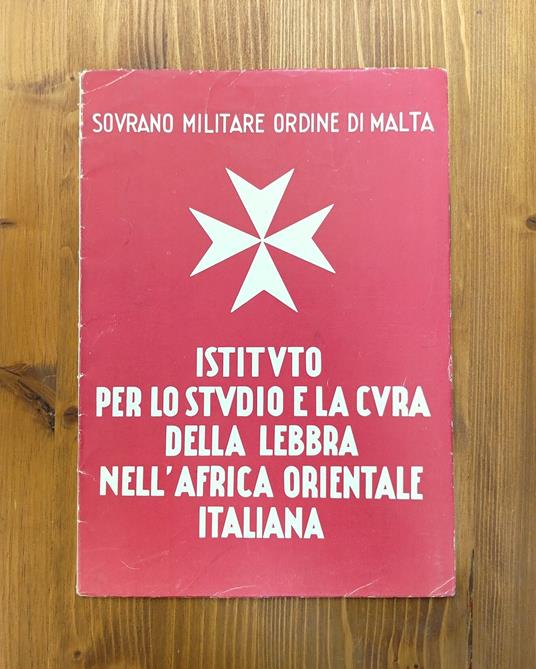 SOVRANO MILITARE ORDINE DI MALTA
ISTITVTO
PER LO STVDIO E LA CVRA
DELLA LEBBRA
NELL'AFRICA ORIENTALE
ITALIANA